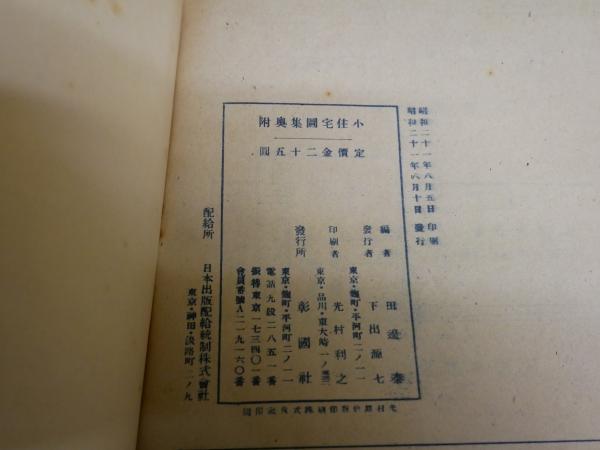 昭和二十一年八月五日 印刷
昭和二十一年八月十日 發行
小住宅圖集奧附
定價金二十五圓
編者 田邊泰
東京・麴町・平河町二ノ一一
發行者 下出源七
東京・品川・東大崎一ノ
印刷者 光村利之
發行所 彰國社
東京・麴町・平河町二ノ一一
電話九段二八五一番
振替東京一七三四〇一番
會員番號A二一九一六〇番
配給所 日本出版配給統制株式會社
東京・神田・淡路町二ノ九